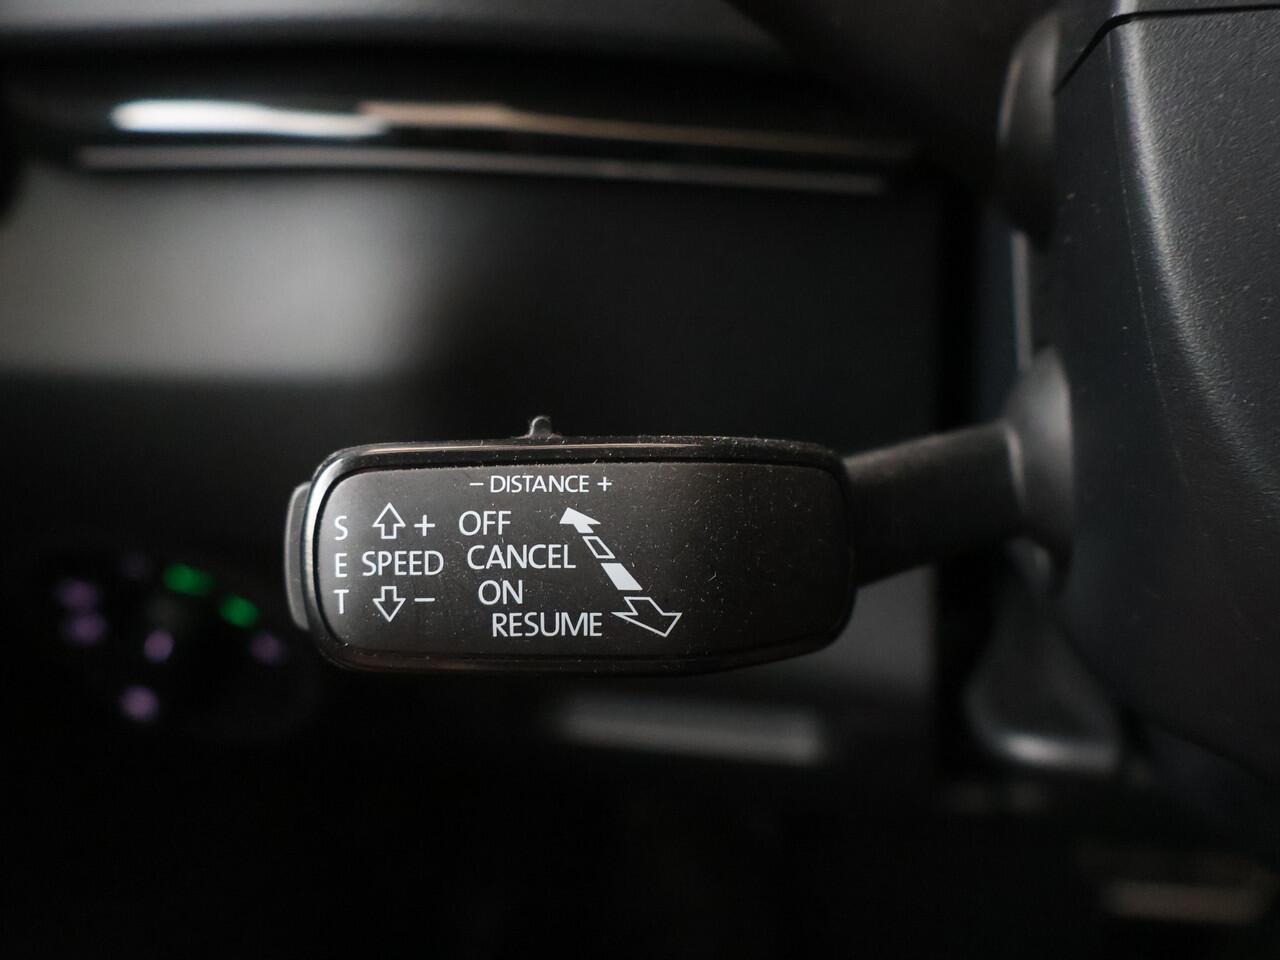 - DISTANCE +
S + OFF
E SPEED CANCEL
T - ON
RESUME